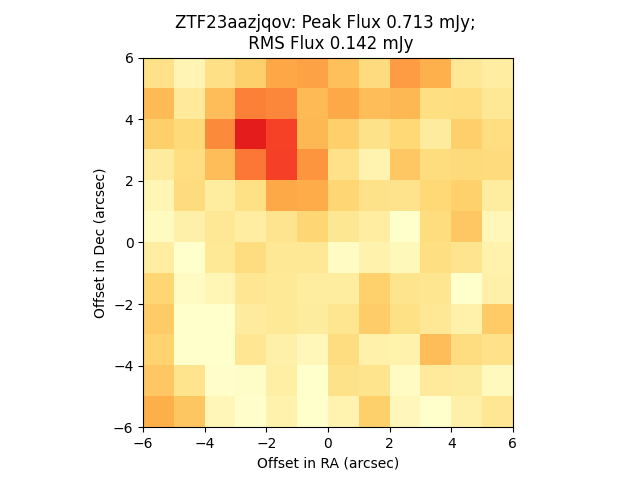 ZTF23aazjqov: Peak Flux 0.713 mJy;
RMS Flux 0.142 mJy
6
4
2
0
−2
−4
−6
Offset in Dec (arcsec)
−6 −4 −2 0 2 4 6
Offset in RA (arcsec)